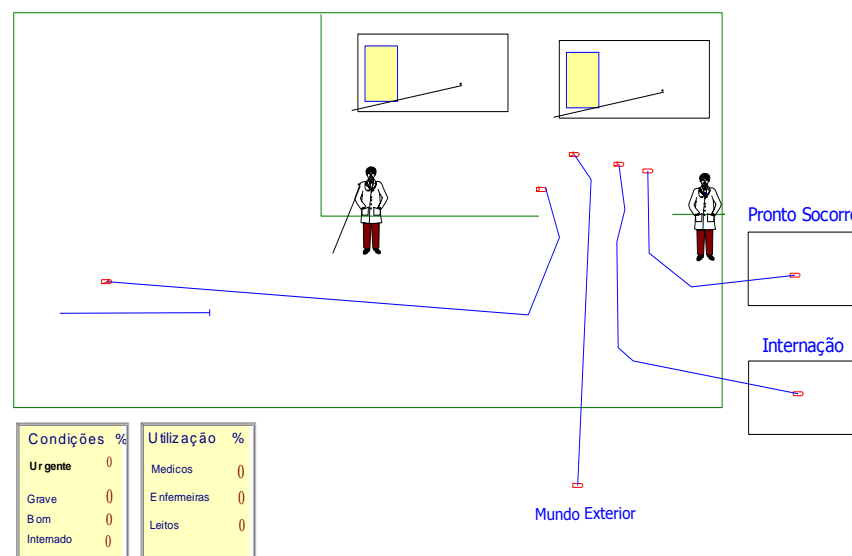 Pronto Socorro
Internação
Mundo Exterior
Condições %
Urgente 0
Grave 0
Bom 0
Internado 0
Utilização %
Medicos 0
Enfermeiras 0
Leitos 0